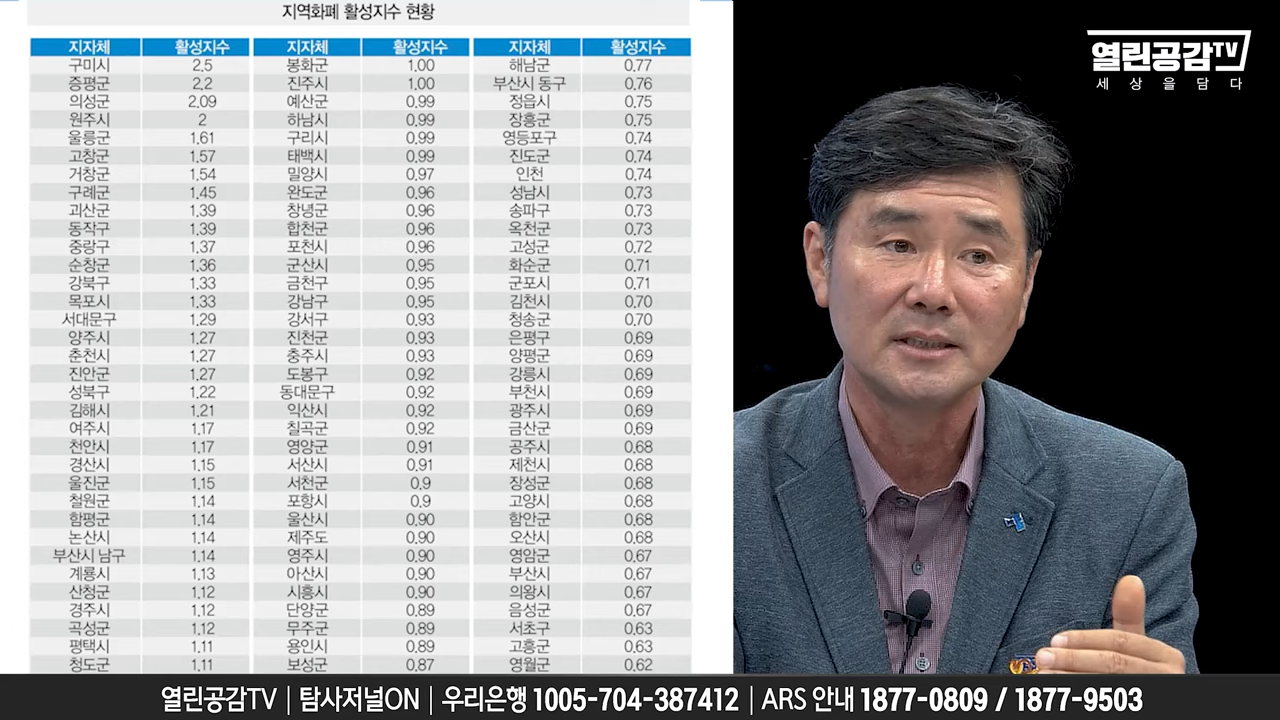 지역화폐 활성지수 현황
지자체 활성지수 지자체 활성지수 지자체 활성지수
구미시 2.5 봉화군 1.00 해남군 0.77
증평군 2.2 진주시 1.00 부산시 동구 0.76
의성군 2.09 예산군 0.99 정읍시 0.75
원주시 2 하남시 0.99 장흥군 0.75
울릉군 1.61 구리시 0.99 영등포구 0.74
고창군 1.57 태백시 0.99 진도군 0.74
거창군 1.54 밀양시 0.97 인천 0.74
구례군 1.45 완도군 0.96 성남시 0.73
괴산군 1.39 창녕군 0.96 송파구 0.73
동작구 1.39 합천군 0.96 옥천군 0.73
중랑구 1.37 포천시 0.96 고성군 0.72
순창군 1.36 군산시 0.95 화순군 0.71
강북구 1.33 금천구 0.95 군포시 0.71
목포시 1.33 강남구 0.95 김천시 0.70
서대문구 1.29 강서구 0.93 청송군 0.70
양주시 1.27 진천군 0.93 은평구 0.69
춘천시 1.27 충주시 0.93 양평군 0.69
진안군 1.27 도봉구 0.92 강릉시 0.69
성북구 1.22 동대문구 0.92 부천시 0.69
김해시 1.21 익산시 0.92 광주시 0.69
여주시 1.17 칠곡군 0.92 금산군 0.69
천안시 1.17 영양군 0.91 공주시 0.68
경산시 1.15 서산시 0.91 제천시 0.68
울진군 1.15 서천군 0.9 장성군 0.68
철원군 1.14 포항시 0.9 고양시 0.68
함평군 1.14 울산시 0.90 함안군 0.68
논산시 1.14 제주도 0.90 오산시 0.68
부산시 남구 1.14 영주시 0.90 영암군 0.67
계룡시 1.13 아산시 0.90 부산시 0.67
산청군 1.12 시흥시 0.90 의왕시 0.67
경주시 1.12 단양군 0.89 음성군 0.67
곡성군 1.12 무주군 0.89 서초구 0.63
평택시 1.11 용인시 0.89 고흥군 0.63
청도군 1.11 보성군 0.87 영월군 0.62
열린공감TV
세상을담다
열린공감TV | 탐사저널ON | 우리은행 1005-704-387412 | ARS 안내 1877-0809 / 1877-9503